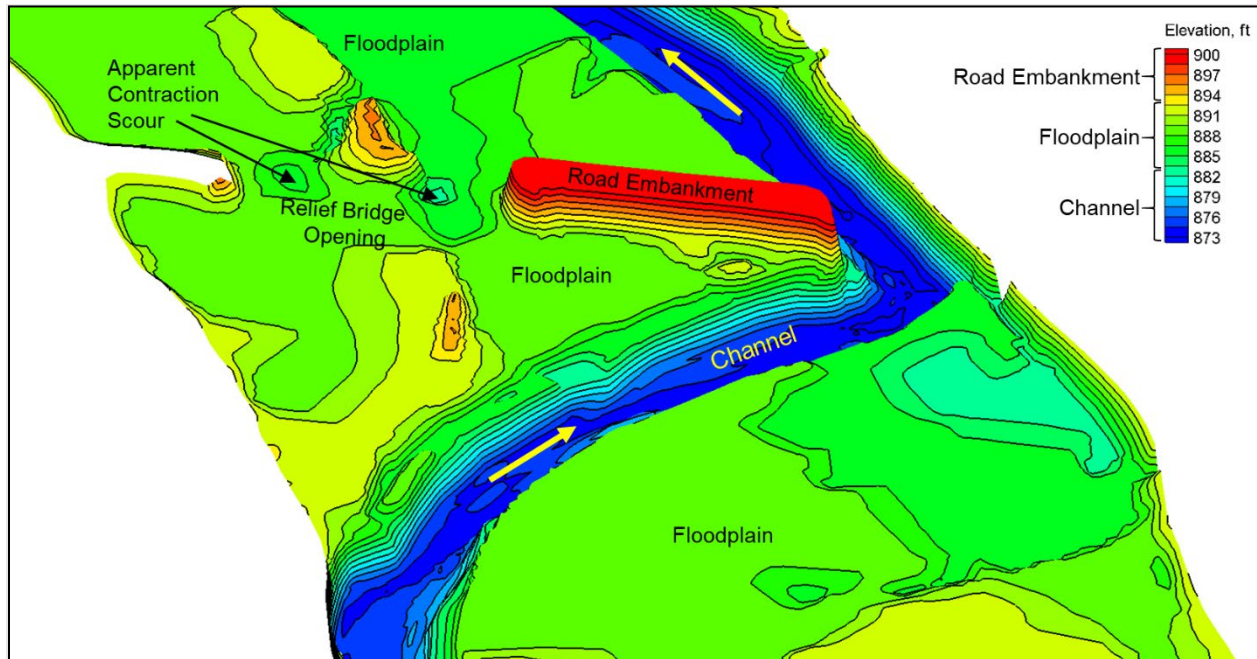 Floodplain
Apparent
Contraction
Scour
Road Embankment
Relief Bridge
Opening
Floodplain
Channel
Floodplain
Elevation, ft
Road Embankment
Floodplain
Channel
900
897
894
891
888
885
882
879
876
873